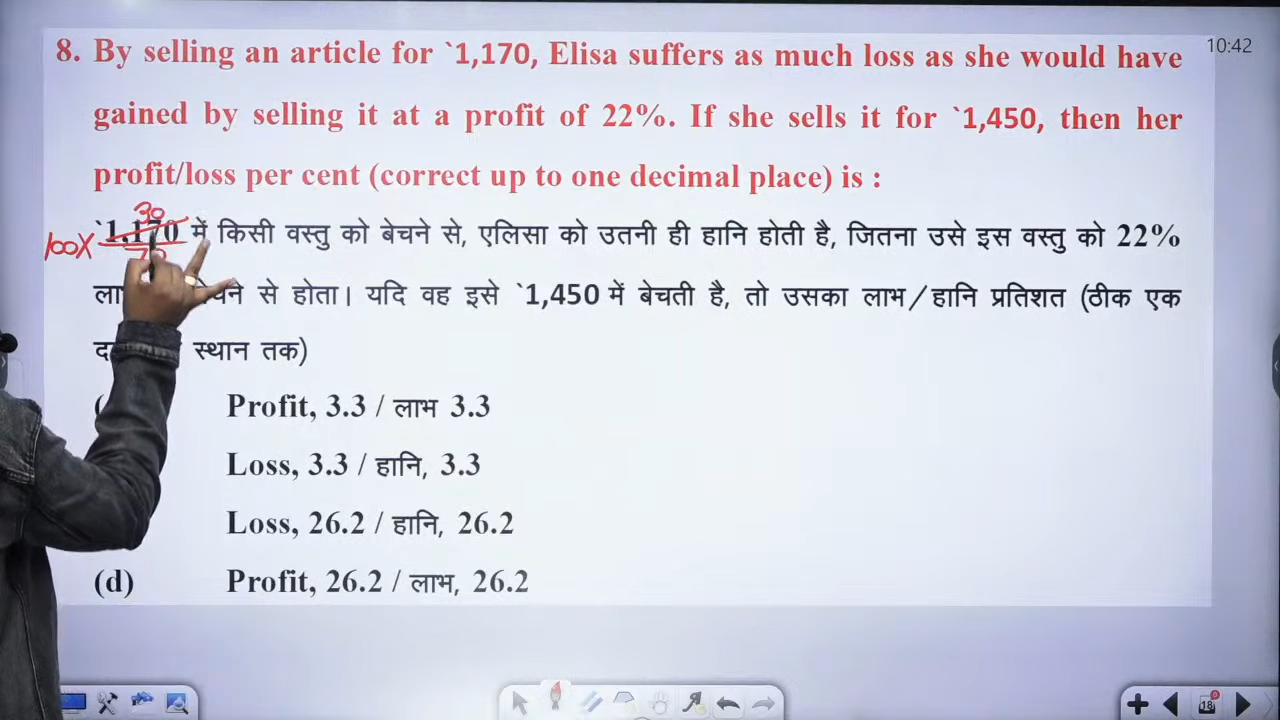 10:42
8. By selling an article for `1,170, Elisa suffers as much loss as she would have
gained by selling it at a profit of 22%. If she sells it for `1,450, then her
profit/loss per cent (correct up to one decimal place) is :
30
100× `1,170 में किसी वस्तु को बेचने से, एलिसा को उतनी ही हानि होती है, जितना उसे इस वस्तु को 22%
से होता। यदि वह इसे `1,450 में बेचती है, तो उसका लाभ/हानि प्रतिशत (ठीक एक
स्थान तक)
Profit, 3.3 / लाभ 3.3
Loss, 3.3 / हानि, 3.3
Loss, 26.2 / हानि, 26.2
(d) Profit, 26.2 / लाभ, 26.2
18